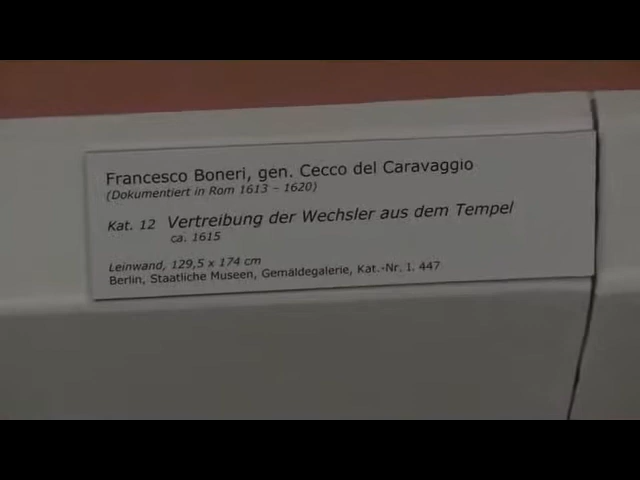 Francesco Boneri, gen. Cecco del Caravaggio
(Dokumentiert in Rom 1613 – 1620)
Kat. 12 Vertreibung der Wechsler aus dem Tempel
ca. 1615
Leinwand, 129,5 x 174 cm
Berlin, Staatliche Museen, Gemäldegalerie, Kat.-Nr. I. 447